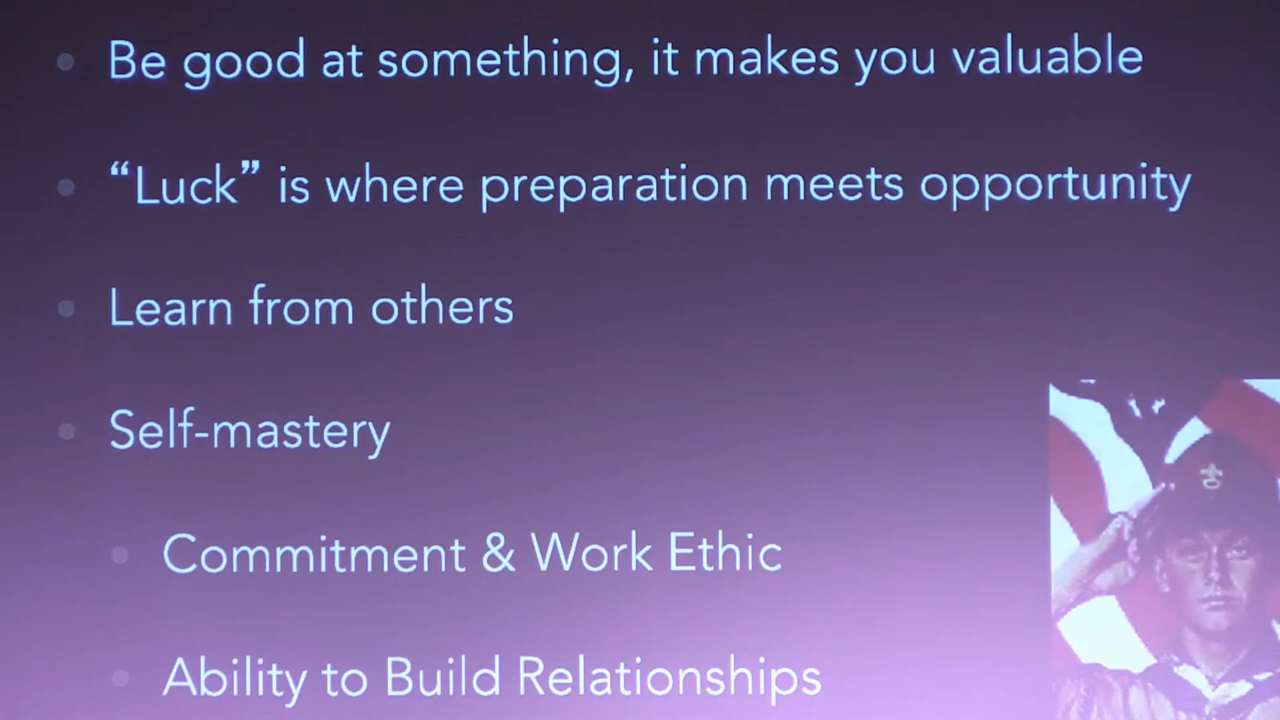 Be good at something, it makes you valuable
“Luck” is where preparation meets opportunity
Learn from others
Self-mastery
Commitment & Work Ethic
Ability to Build Relationships